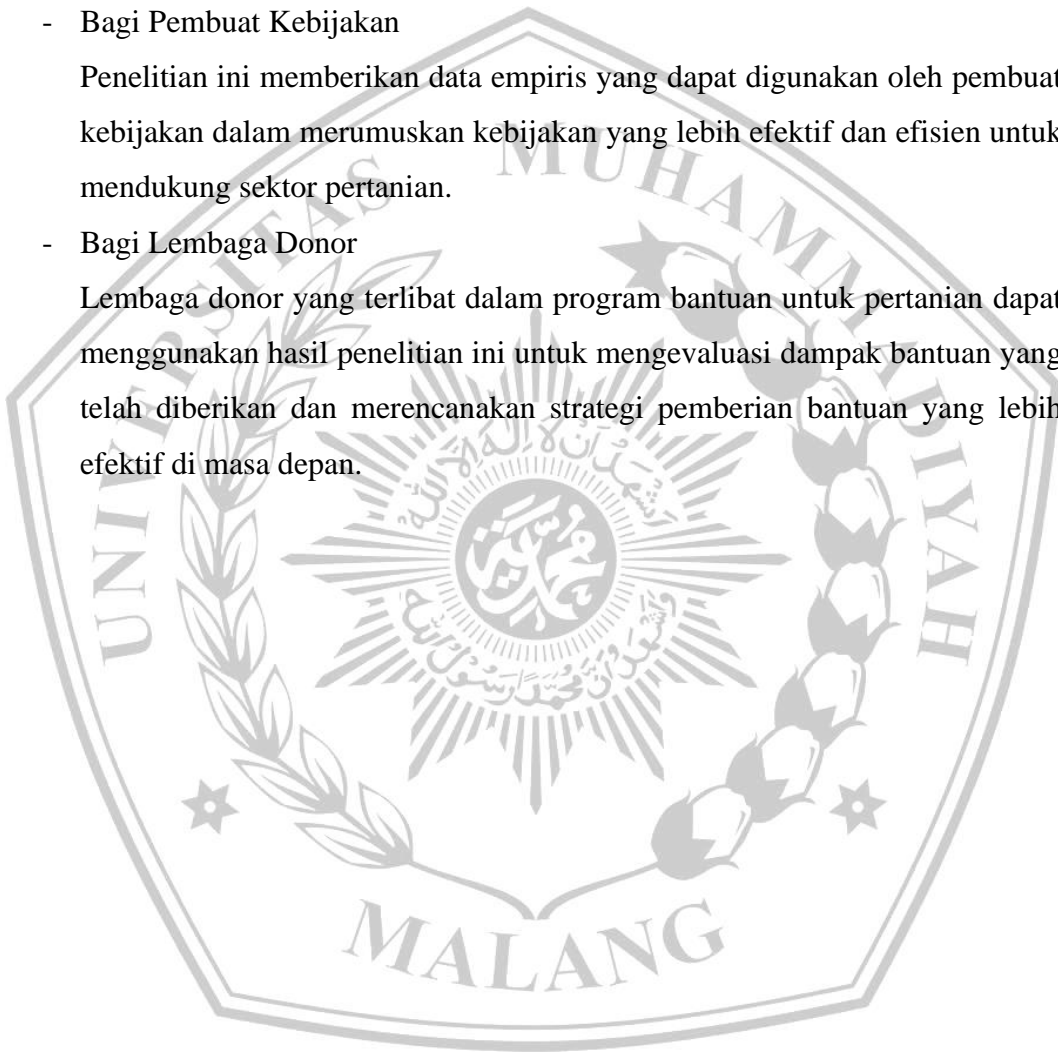 - Bagi Pembuat Kebijakan
Penelitian ini memberikan data empiris yang dapat digunakan oleh pembuat
kebijakan dalam merumuskan kebijakan yang lebih efektif dan efisien untuk
mendukung sektor pertanian.
- Bagi Lembaga Donor
Lembaga donor yang terlibat dalam program bantuan untuk pertanian dapat
menggunakan hasil penelitian ini untuk mengevaluasi dampak bantuan yang
telah diberikan dan merencanakan strategi pemberian bantuan yang lebih
efektif di masa depan.
UNIVERSITAS MUHAMMADIYAH
MALANG